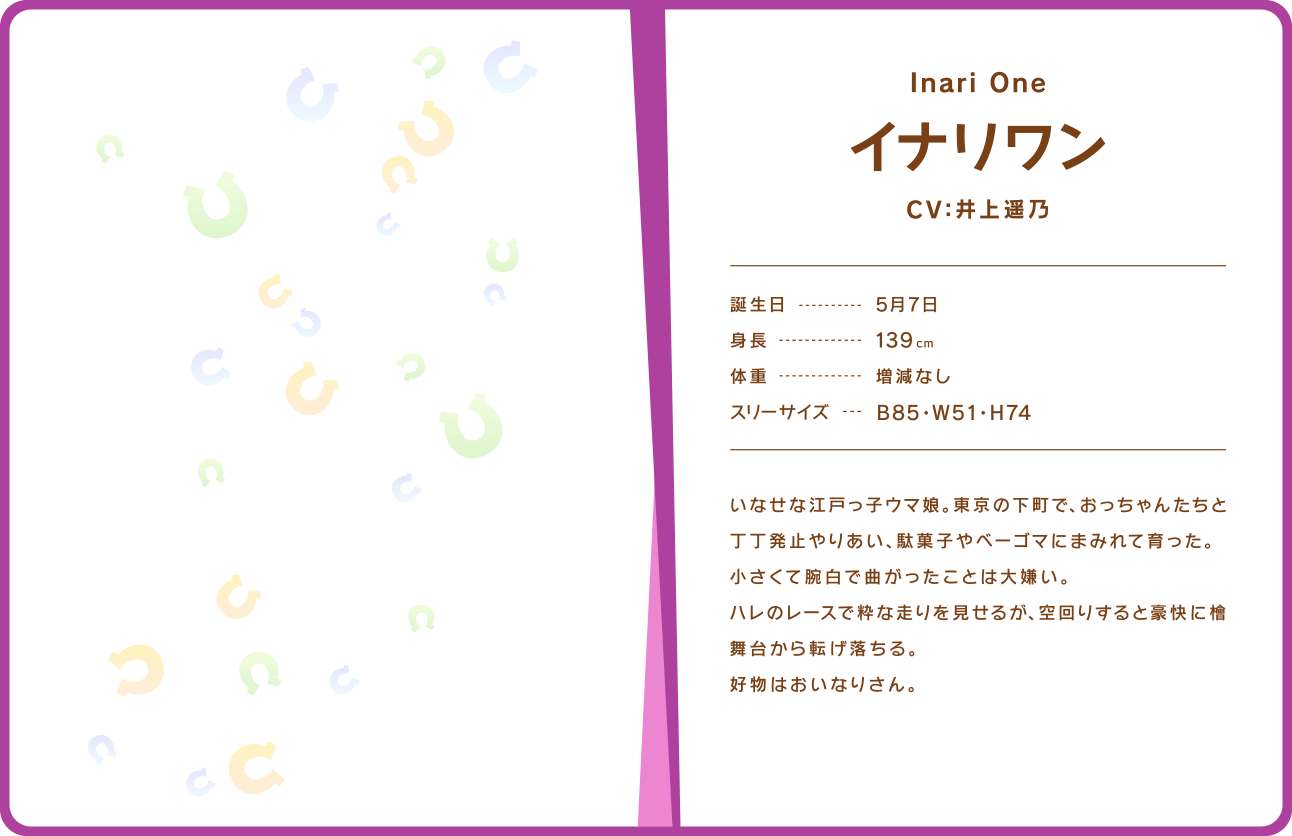 Inari One
イナリワン
CV:井上遥乃
誕生日 ---------- 5月7日
身長 ------------- 139cm
体重 ------------- 増減なし
スリーサイズ --- B85・W51・H74
いなせな江戸っ子ウマ娘。東京の下町で、おっちゃんたちと
丁丁発止やりあい、駄菓子やベーゴマにまみれて育った。
小さくて腕白で曲がったことは大嫌い。
ハレのレースで粋な走りを見せるが、空回りすると豪快に檜
舞台から転げ落ちる。
好物はおいなりさん。